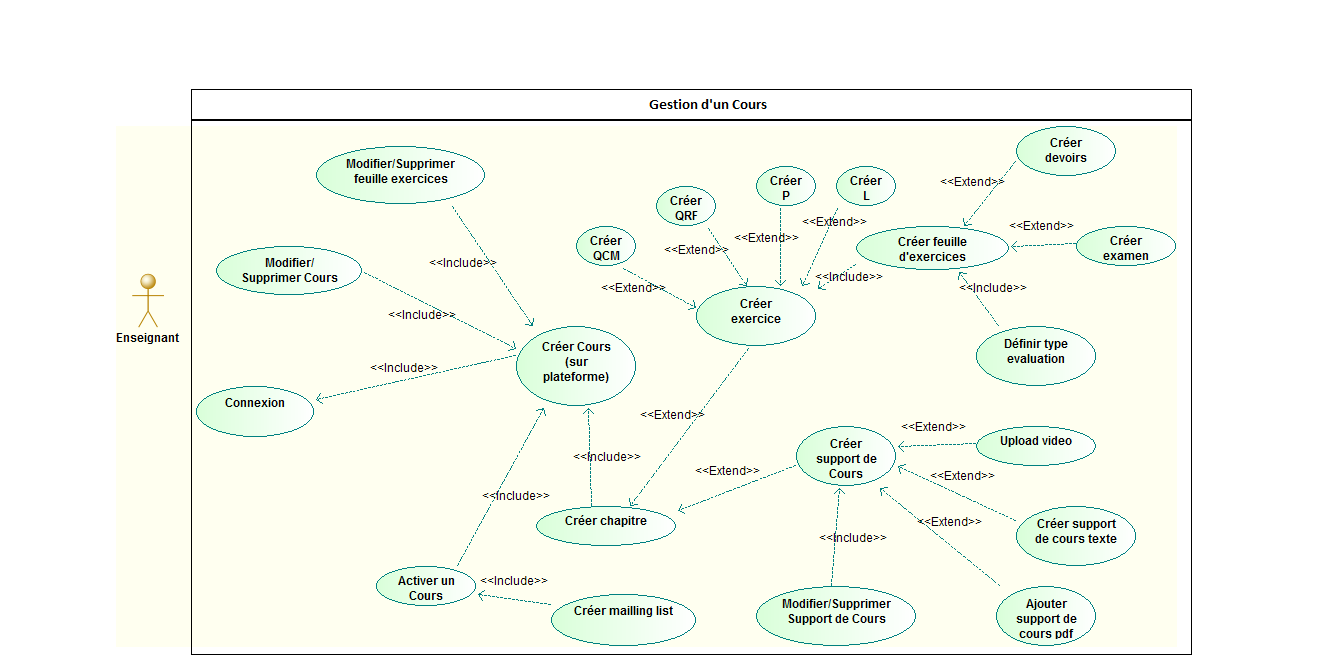 Gestion d'un Cours
Créer
devoirs
Modifier/Supprimer
feuille exercices
Créer
P
Créer
L
<<Extend>>
Créer
QRF
<<Extend>>
<<Extend>>
Créer feuille
d'exercices
Créer
examen
Créer
QCM
<<Extend>>
<<Extend>>
<<Include>>
Modifier/
Supprimer Cours
<<Include>>
<<Extend>>
<<Include>>
Créer
exercice
<<Include>>
Enseignant
Créer Cours
(sur
plateforme)
Définir type
evaluation
<<Include>>
Connexion
<<Extend>>
<<Extend>>
Upload video
Créer
support de
Cours
<<Include>>
<<Extend>>
<<Extend>>
<<Include>>
Créer chapitre
<<Extend>>
Créer support
de cours texte
<<Include>>
Activer un
Cours
<<Include>>
Créer mailling list
Modifier/Supprimer
Support de Cours
Ajouter
support de
cours pdf